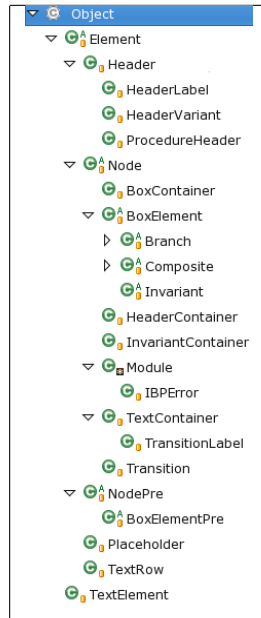 Object
Element
Header
HeaderLabel
HeaderVariant
ProcedureHeader
Node
BoxContainer
BoxElement
Branch
Composite
Invariant
HeaderContainer
InvariantContainer
Module
IBPError
TextContainer
TransitionLabel
Transition
NodePre
BoxElementPre
Placeholder
TextRow
TextElement